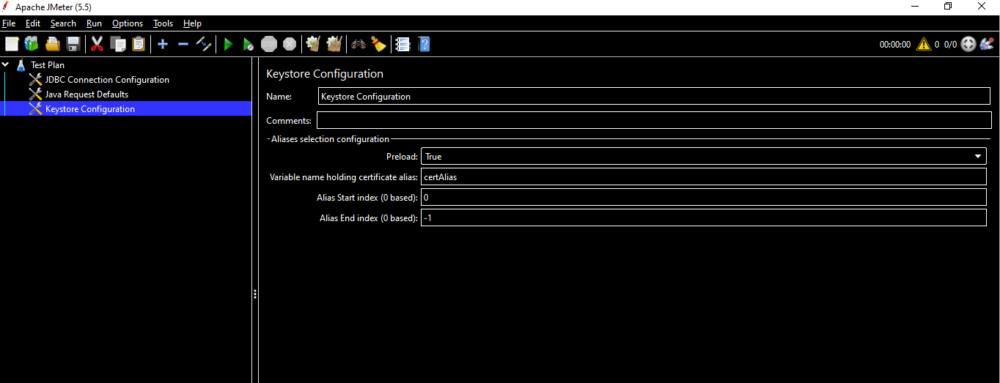 Apache JMeter (5.5)
File Edit Search Run Options Tools Help
00:00:00 0 0/0
Test Plan
JDBC Connection Configuration
Java Request Defaults
Keystore Configuration
Keystore Configuration
Name: Keystore Configuration
Comments:
Aliases selection configuration
Preload: True
Variable name holding certificate alias: certAlias
Alias Start index (0 based): 0
Alias End index (0 based): -1